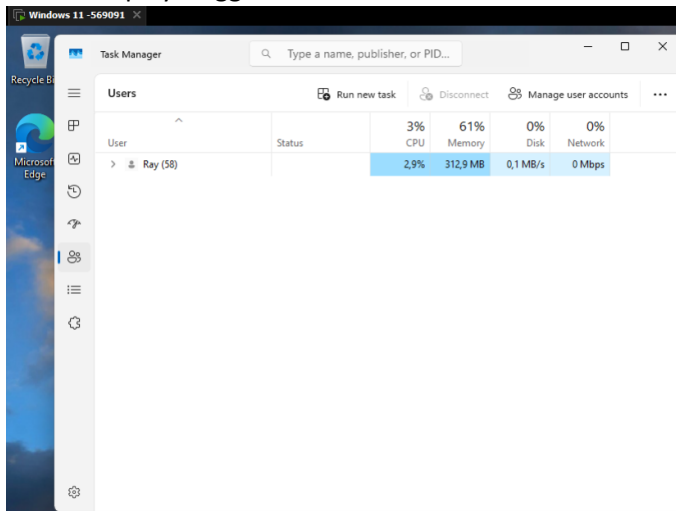 Windows 11 -569091
Task Manager
Type a name, publisher, or PID...
Recycle Bi
Users
Run new task
Disconnect
Manage user accounts
3%
61%
0%
0%
User
Status
CPU
Memory
Disk
Network
Microsoft
Edge
Ray (58)
2,9%
312,9 MB
0,1 MB/s
0 Mbps